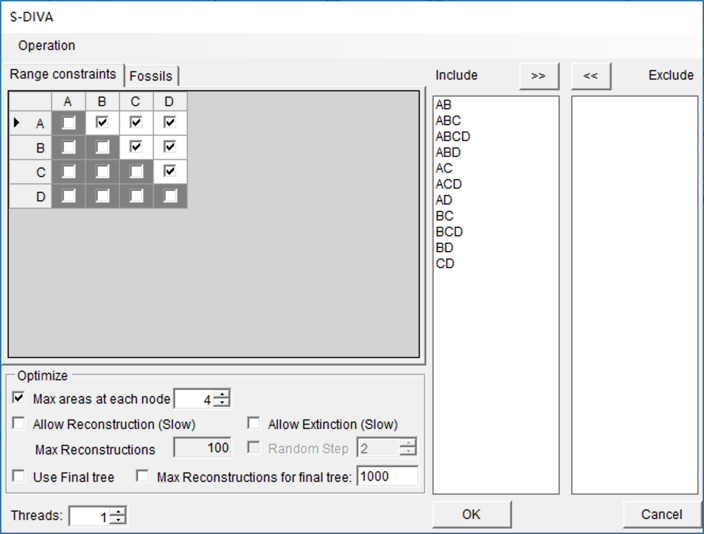 S-DIVA
Operation
Range constraints Fossils
Include >> << Exclude
A B C D
A
B
C
D
AB
ABC
ABCD
ABD
AC
ACD
AD
BC
BCD
BD
CD
Optimize
Max areas at each node 4
Allow Reconstruction (Slow) Allow Extinction (Slow)
Max Reconstructions 100 Random Step 2
Use Final tree Max Reconstructions for final tree: 1000
Threads: 1
OK Cancel